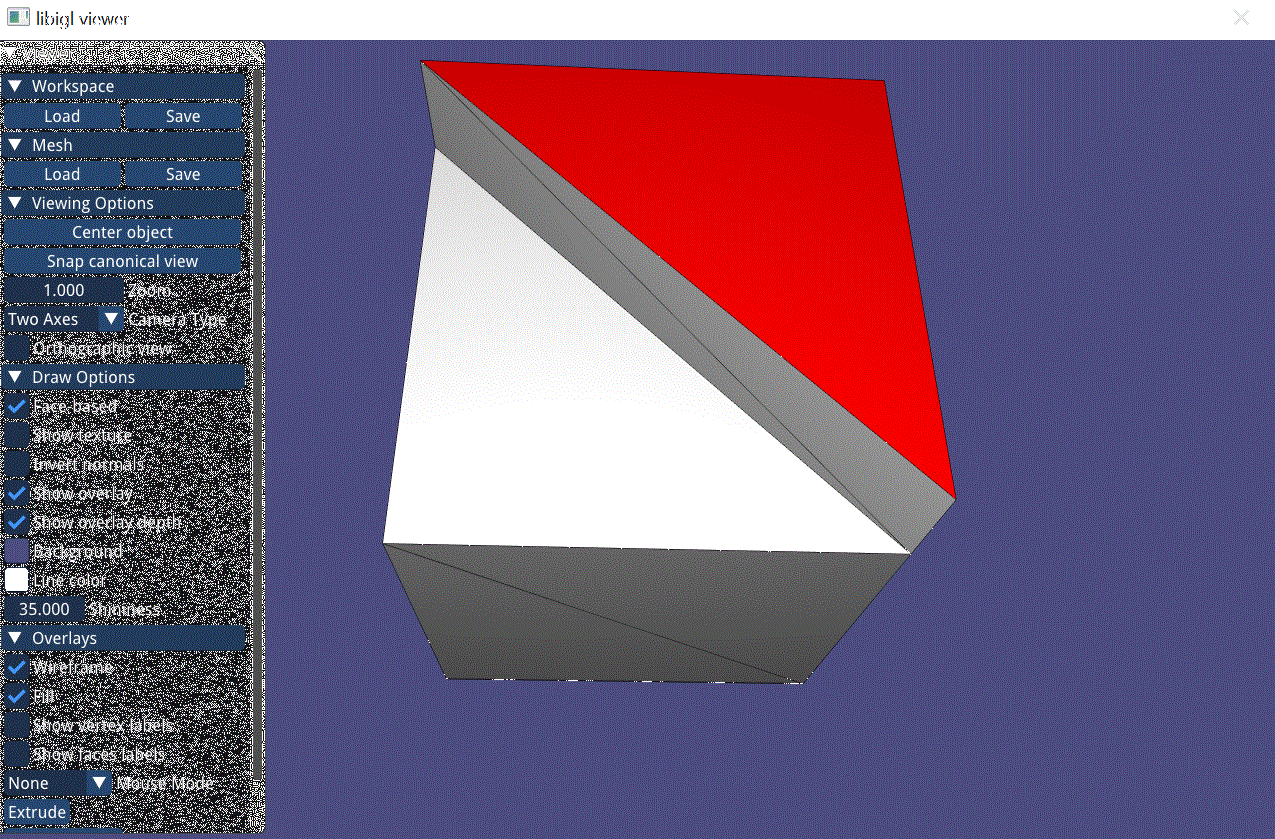 libigl viewer
Workspace
Load Save
Mesh
Load Save
Viewing Options
Center object
Snap canonical view
1.000 Zoom
Two Axes Camera Type
Orthographic view
Draw Options
Face-based
Show texture
Invert normals
Show overlay
Show overlay depth
Background
Line color
35.000 Shininess
Overlays
Wireframe
Fill
Show vertex labels
Show faces labels
None Mouse Mode
Extrude